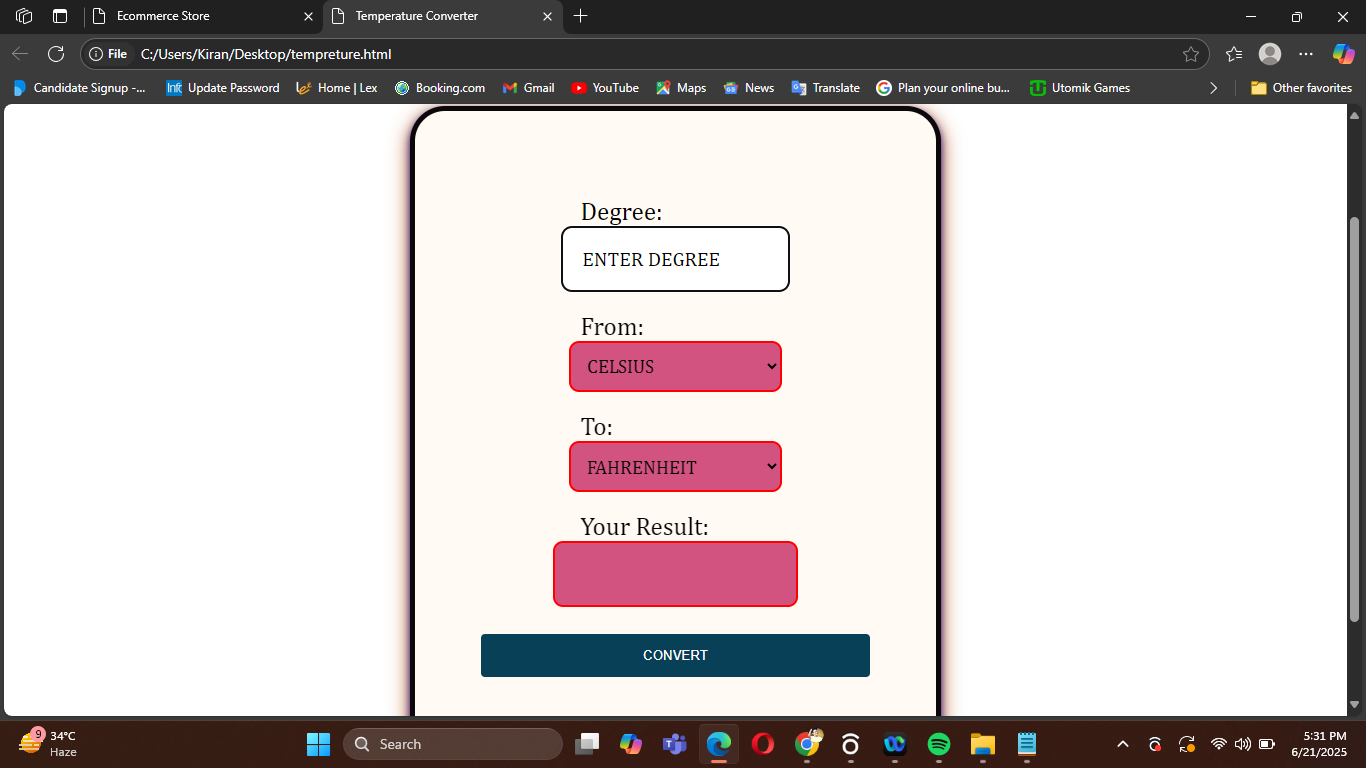 Ecommerce Store
Temperature Converter
File
C:/Users/Kiran/Desktop/tempreture.html
Candidate Signup -...
Infc
Update Password
Lex
Home | Lex
Booking.com
Gmail
YouTube
Maps
News
Translate
Plan your online bu...
Utomik Games
Other favorites
Degree:
ENTER DEGREE
From:
CELSIUS
To:
FAHRENHEIT
Your Result:
CONVERT
9
34°C
Haze
Search
5:31 PM
6/21/2025